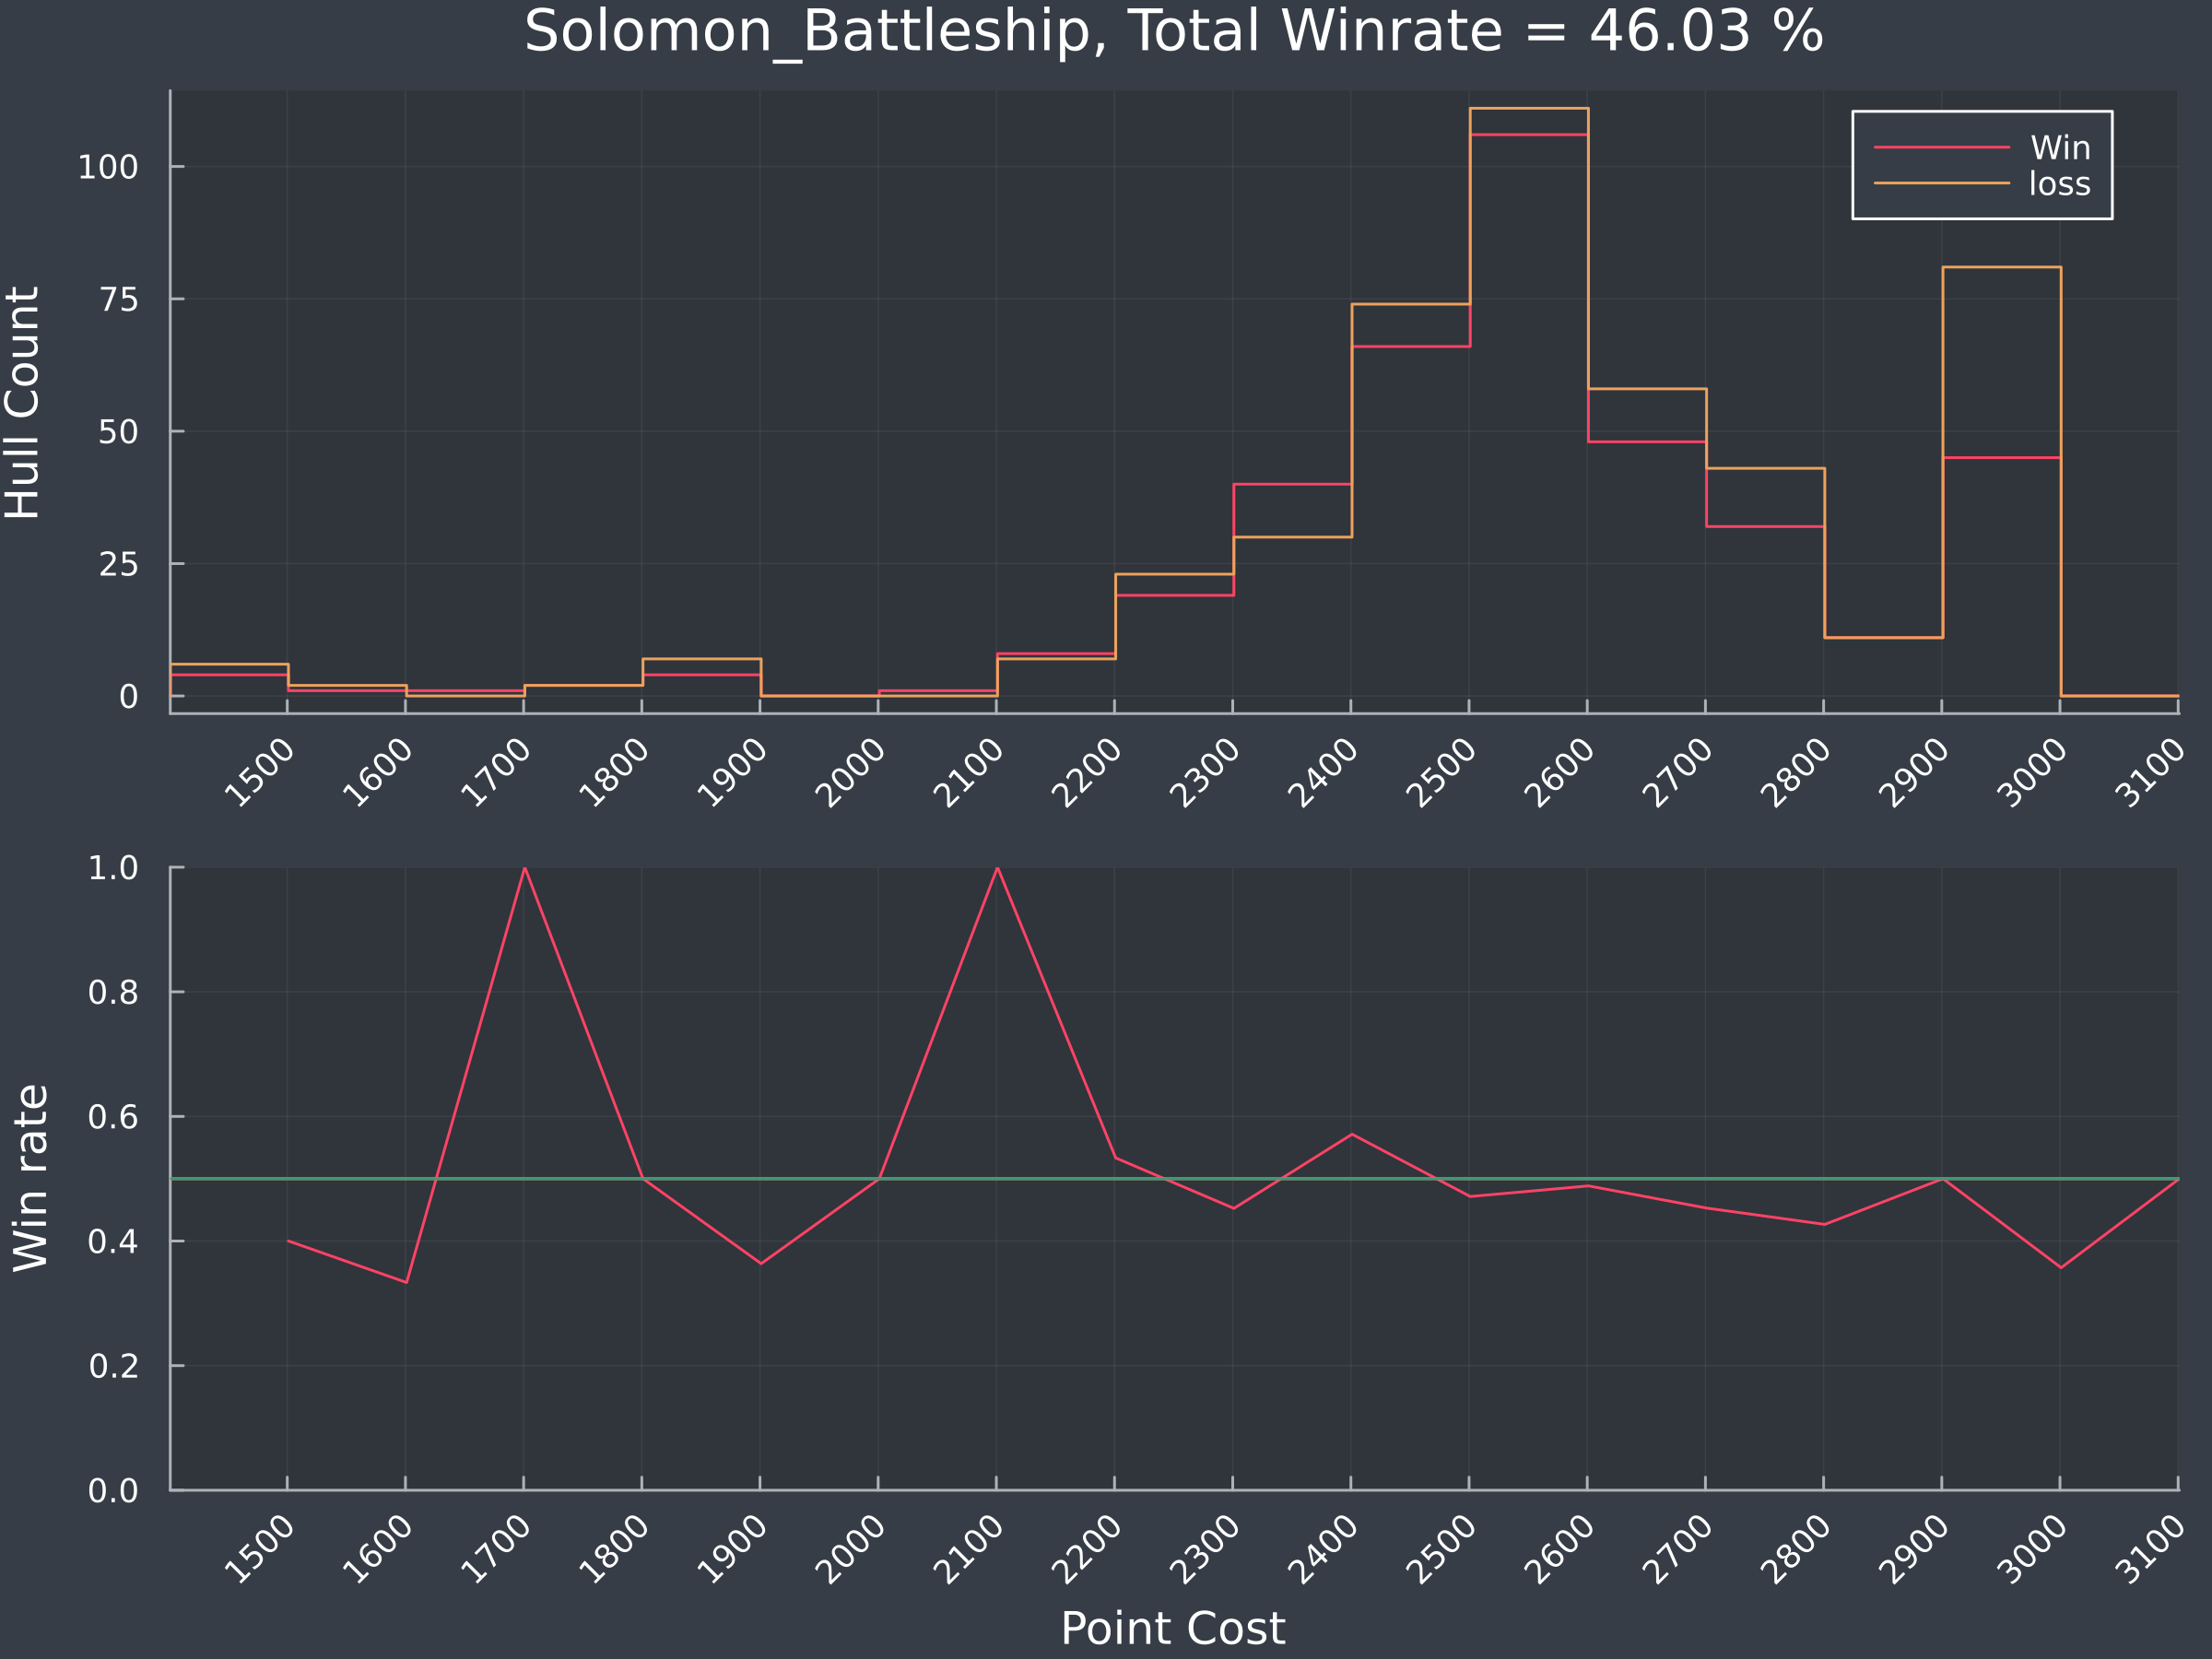 Solomon_Battleship, Total Winrate = 46.03 %
Win
loss
Hull Count
100
75
50
25
0
1500 1600 1700 1800 1900 2000 2100 2200 2300 2400 2500 2600 2700 2800 2900 3000 3100
Win rate
1.0
0.8
0.6
0.4
0.2
0.0
1500 1600 1700 1800 1900 2000 2100 2200 2300 2400 2500 2600 2700 2800 2900 3000 3100
Point Cost